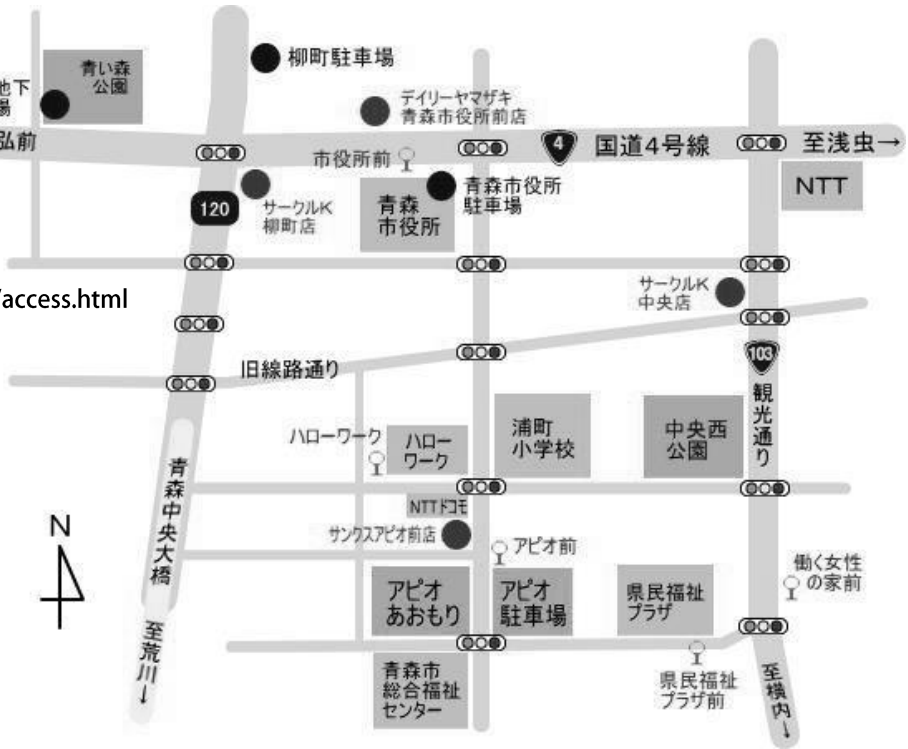 柳町駐車場
青い森
公園
地下
場
デイリーヤマザキ
青森市役所前店
弘前
市役所前
4
国道4号線
至浅虫→
NTT
青森市役所
駐車場
青森
市役所
120
サークルK
柳町店
サークルK
中央店
/access.html
103
旧線路通り
観光通り
ハローワーク
ハロー
ワーク
浦町
小学校
中央西
公園
青森中央大橋
NTTドコモ
サンクスアピオ前店
アピオ前
N
働く女性
の家前
アピオ
あおもり
アピオ
駐車場
県民福祉
プラザ
至荒川↓
青森市
総合福祉
センター
県民福祉
プラザ前
至横内↓